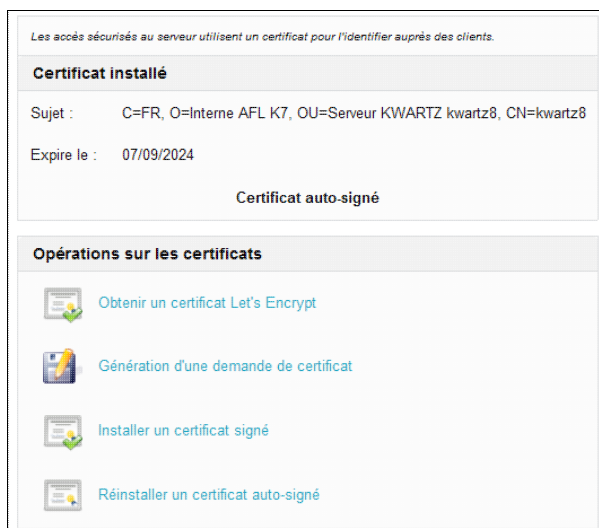 Les accès sécurisés au serveur utilisent un certificat pour l'identifier auprès des clients.
Certificat installé
Sujet : C=FR, O=Interne AFL K7, OU=Serveur KWARTZ kwartz8, CN=kwartz8
Expire le : 07/09/2024
Certificat auto-signé
Opérations sur les certificats
Obtenir un certificat Let's Encrypt
Génération d'une demande de certificat
Installer un certificat signé
Réinstaller un certificat auto-signé